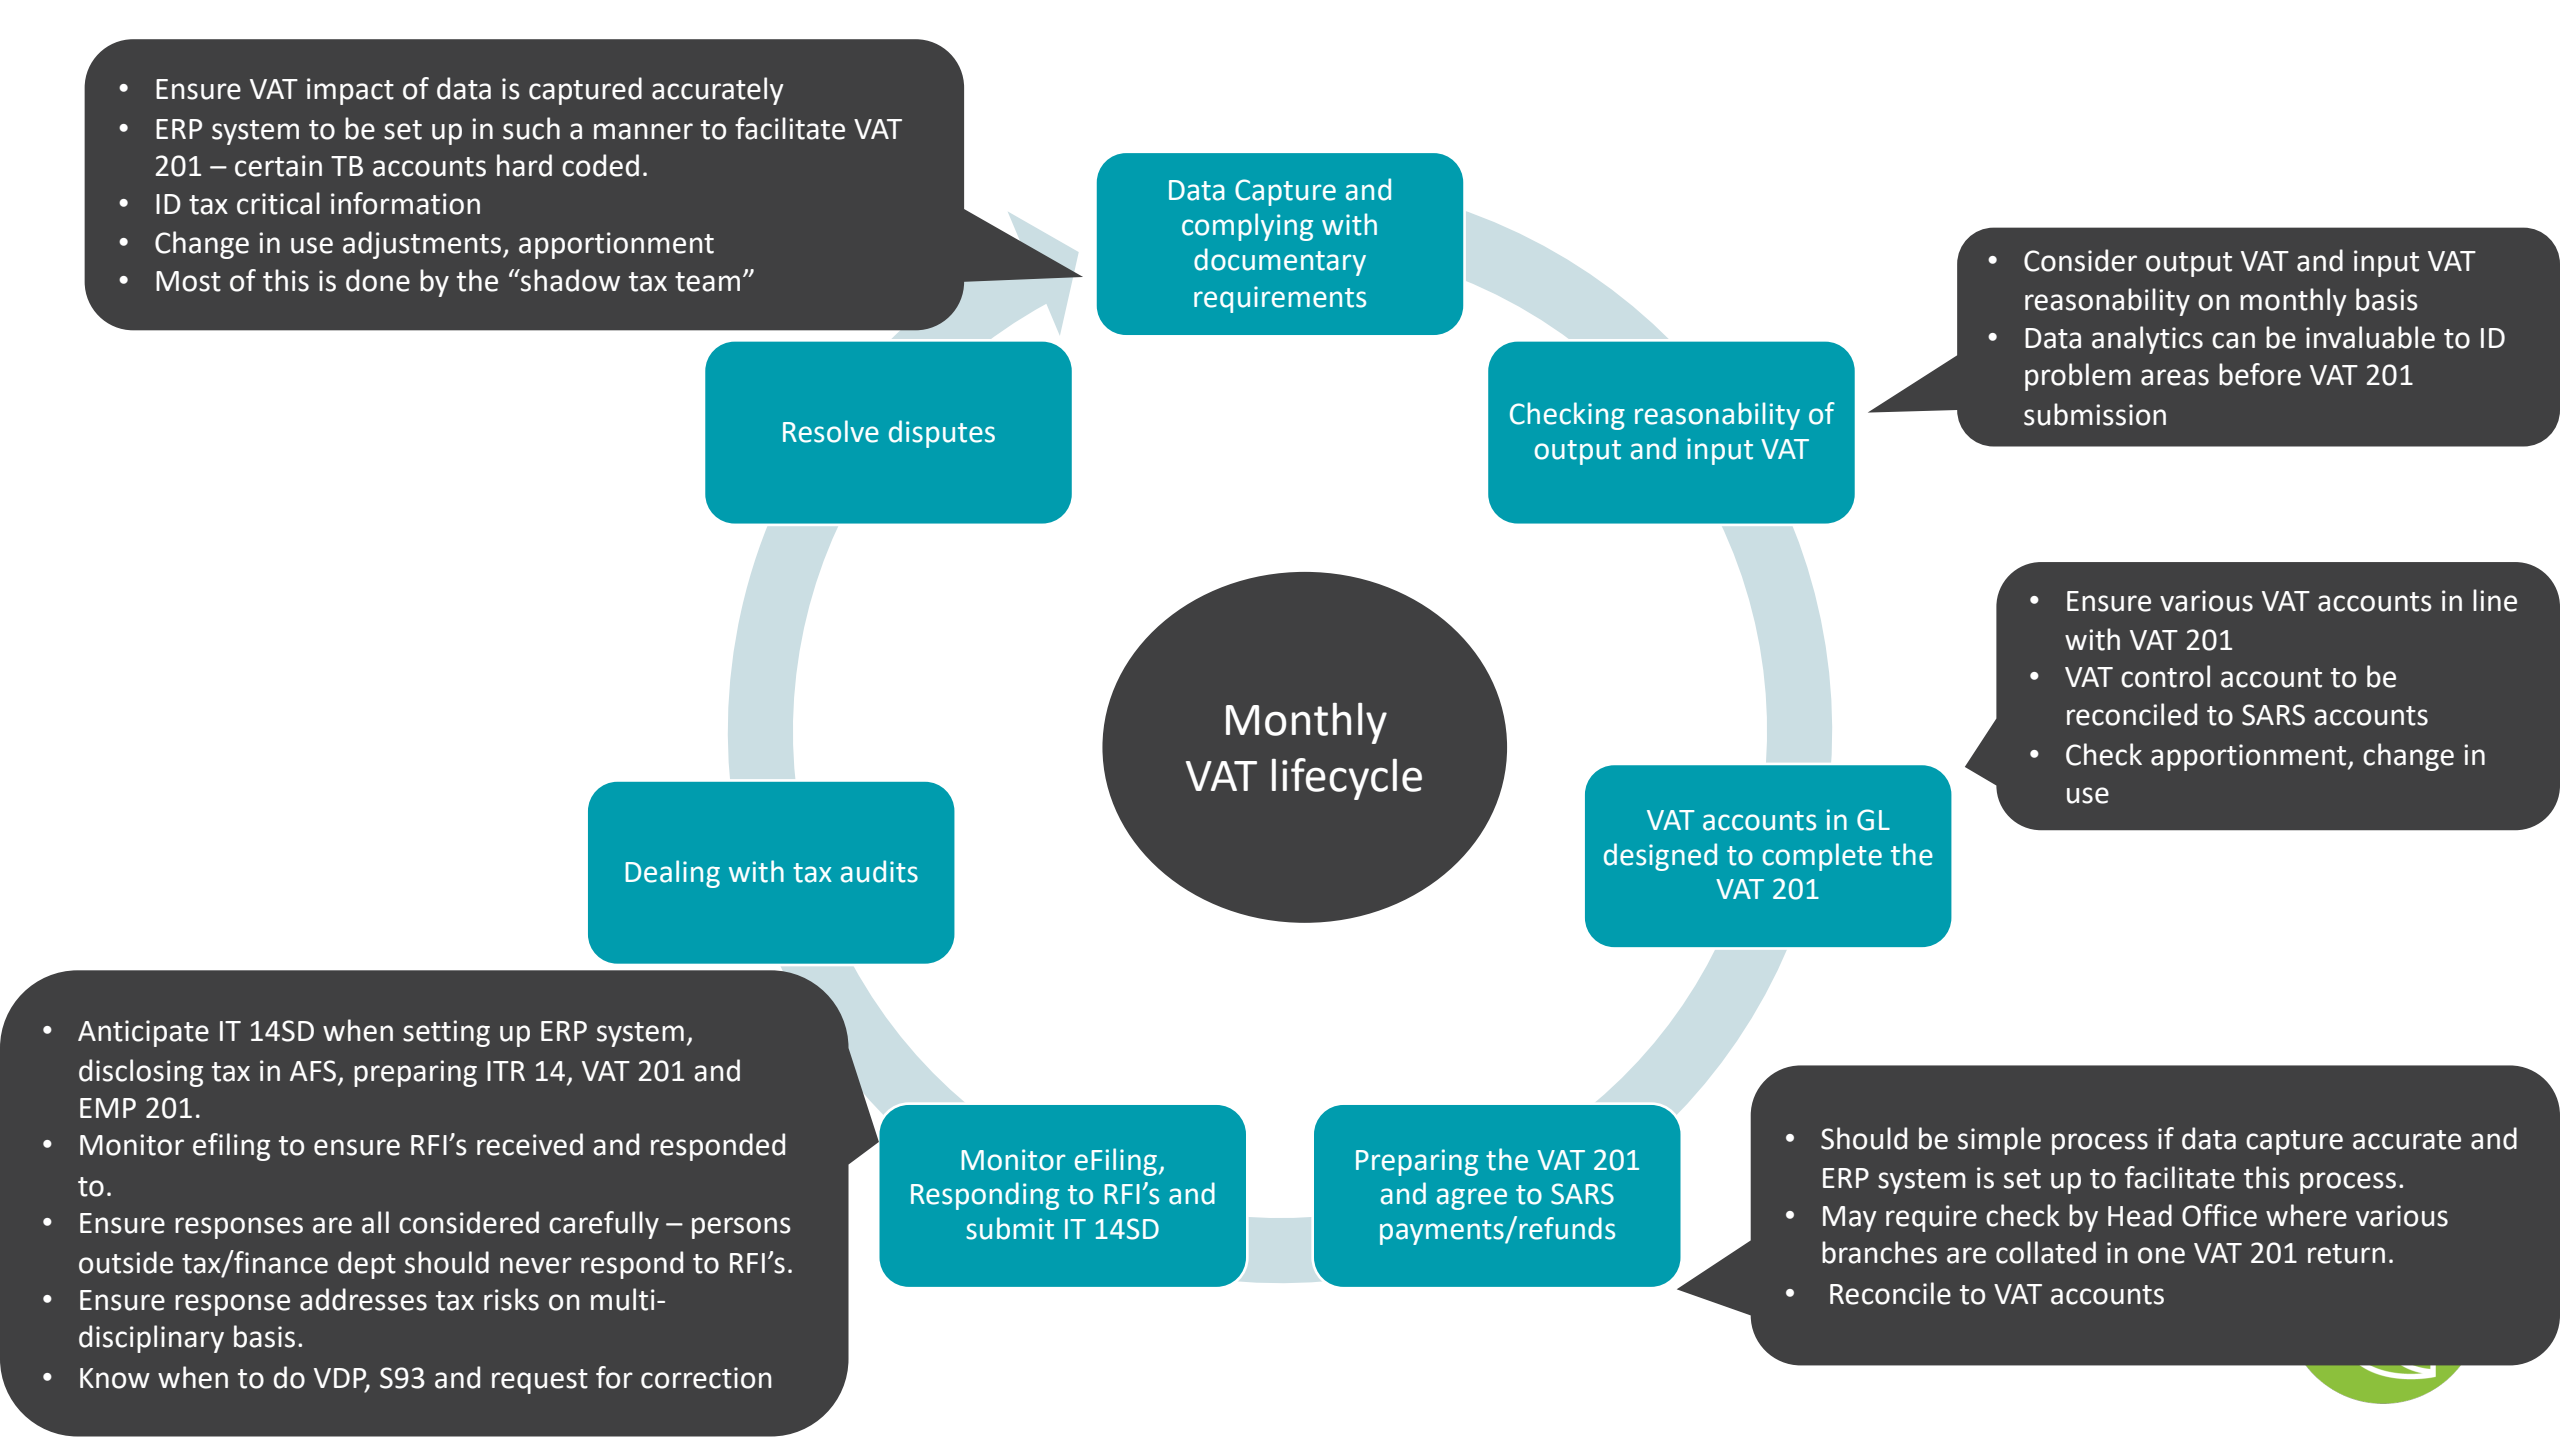 • Ensure VAT impact of data is captured accurately
• ERP system to be set up in such a manner to facilitate VAT
201 – certain TB accounts hard coded.
• ID tax critical information
• Change in use adjustments, apportionment
• Most of this is done by the “shadow tax team”
Data Capture and
complying with
documentary
requirements
• Consider output VAT and input VAT
reasonability on monthly basis
• Data analytics can be invaluable to ID
problem areas before VAT 201
submission
Checking reasonability of
output and input VAT
Resolve disputes
• Ensure various VAT accounts in line
with VAT 201
• VAT control account to be
reconciled to SARS accounts
• Check apportionment, change in
use
Monthly
VAT lifecycle
VAT accounts in GL
designed to complete the
VAT 201
Dealing with tax audits
• Anticipate IT 14SD when setting up ERP system,
disclosing tax in AFS, preparing ITR 14, VAT 201 and
EMP 201.
• Monitor efiling to ensure RFI’s received and responded
to.
• Ensure responses are all considered carefully – persons
outside tax/finance dept should never respond to RFI’s.
• Ensure response addresses tax risks on multi-
disciplinary basis.
• Know when to do VDP, S93 and request for correction
Monitor eFiling,
Responding to RFI’s and
submit IT 14SD
Preparing the VAT 201
and agree to SARS
payments/refunds
• Should be simple process if data capture accurate and
ERP system is set up to facilitate this process.
• May require check by Head Office where various
branches are collated in one VAT 201 return.
• Reconcile to VAT accounts